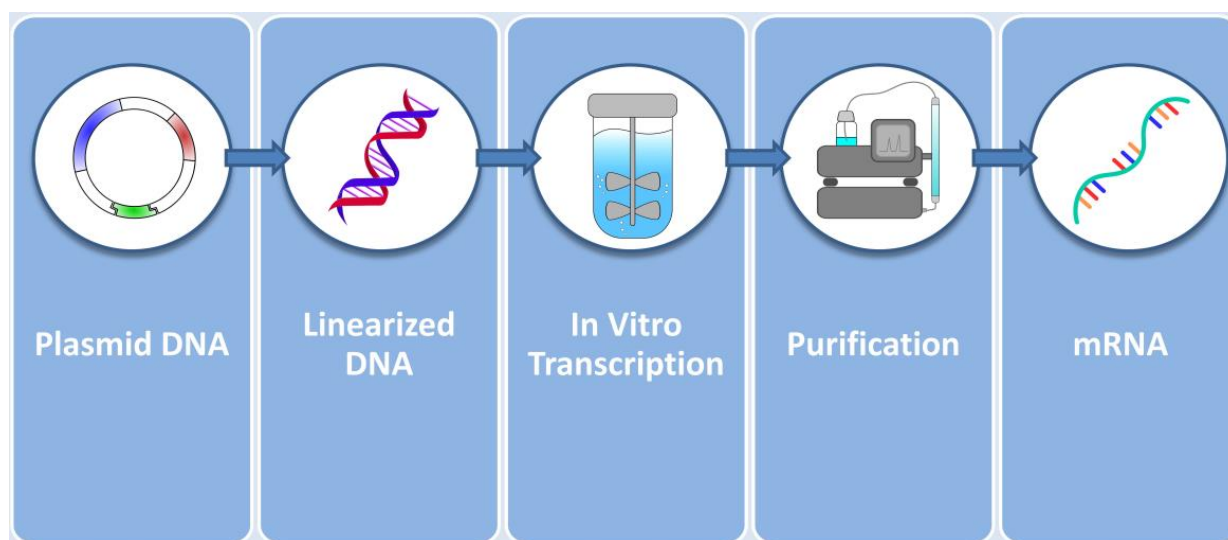 Plasmid DNA
Linearized
DNA
In Vitro
Transcription
Purification
mRNA